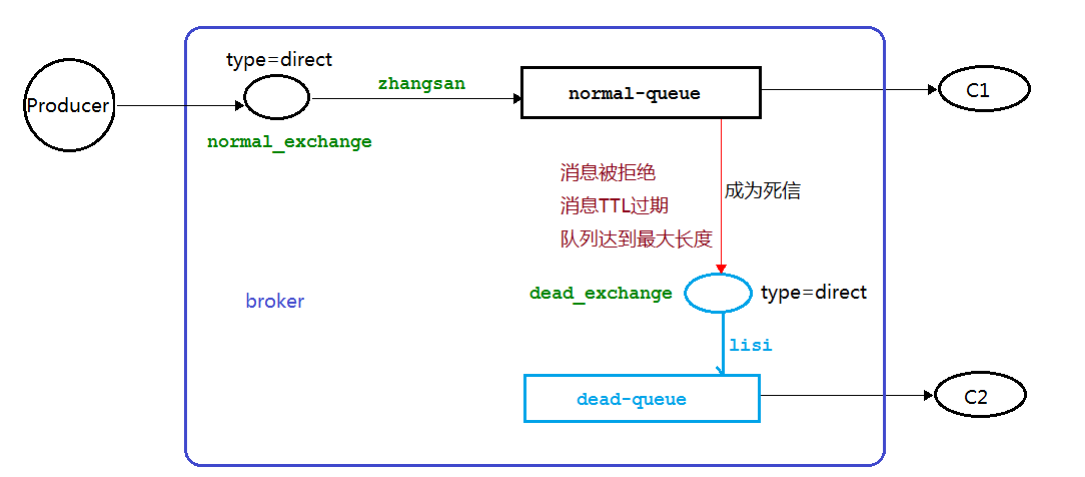 type=direct
zhangsan
Producer
normal-queue
C1
normal_exchange
消息被拒绝
消息TTL过期
成为死信
队列达到最大长度
dead_exchange
type=direct
broker
lisi
dead-queue
C2